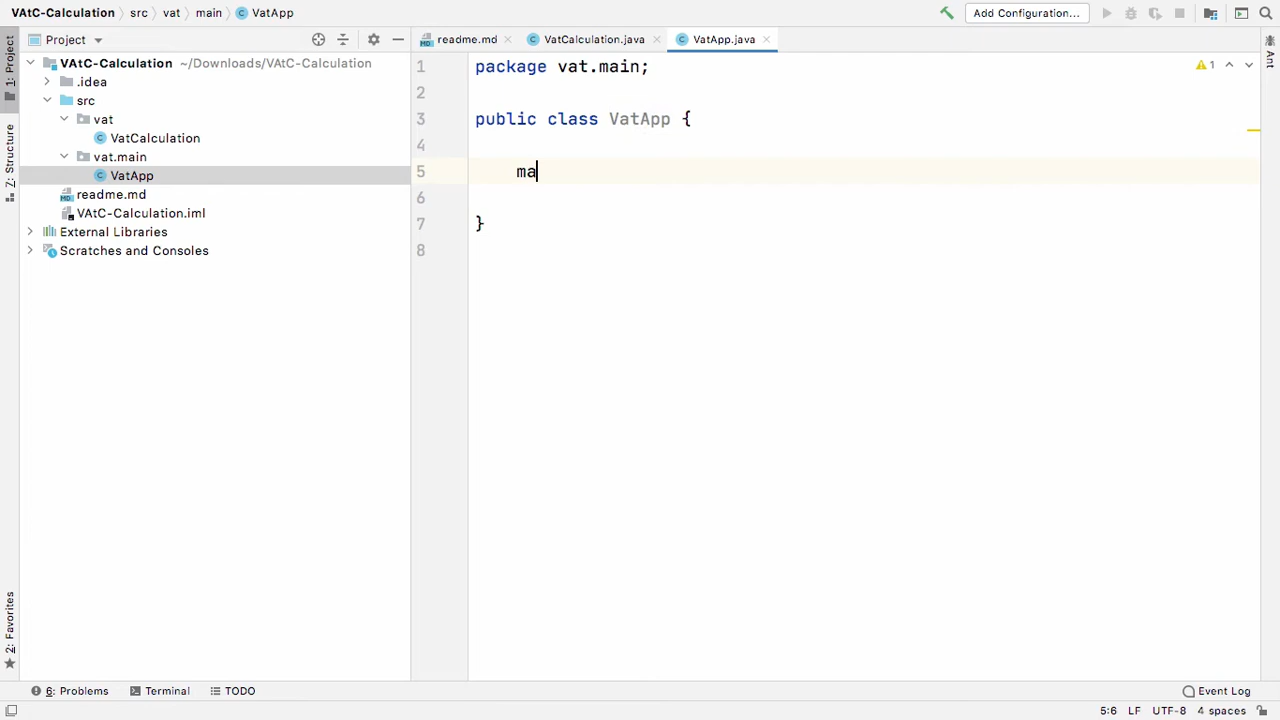 VAtC-Calculation src vat main VatApp Add Configuration...
1: Project
Z: Structure
2: Favorites
Project
VAtC-Calculation ~/Downloads/VAtC-Calculation
.idea
src
vat
VatCalculation
vat.main
VatApp
readme.md
VAtC-Calculation.iml
External Libraries
Scratches and Consoles
readme.md VatCalculation.java VatApp.java
1 package vat.main;
2
3 public class VatApp {
4
5 ma
6
7 }
8
1
Ant
6: Problems Terminal TODO Event Log
5:6 LF UTF-8 4 spaces